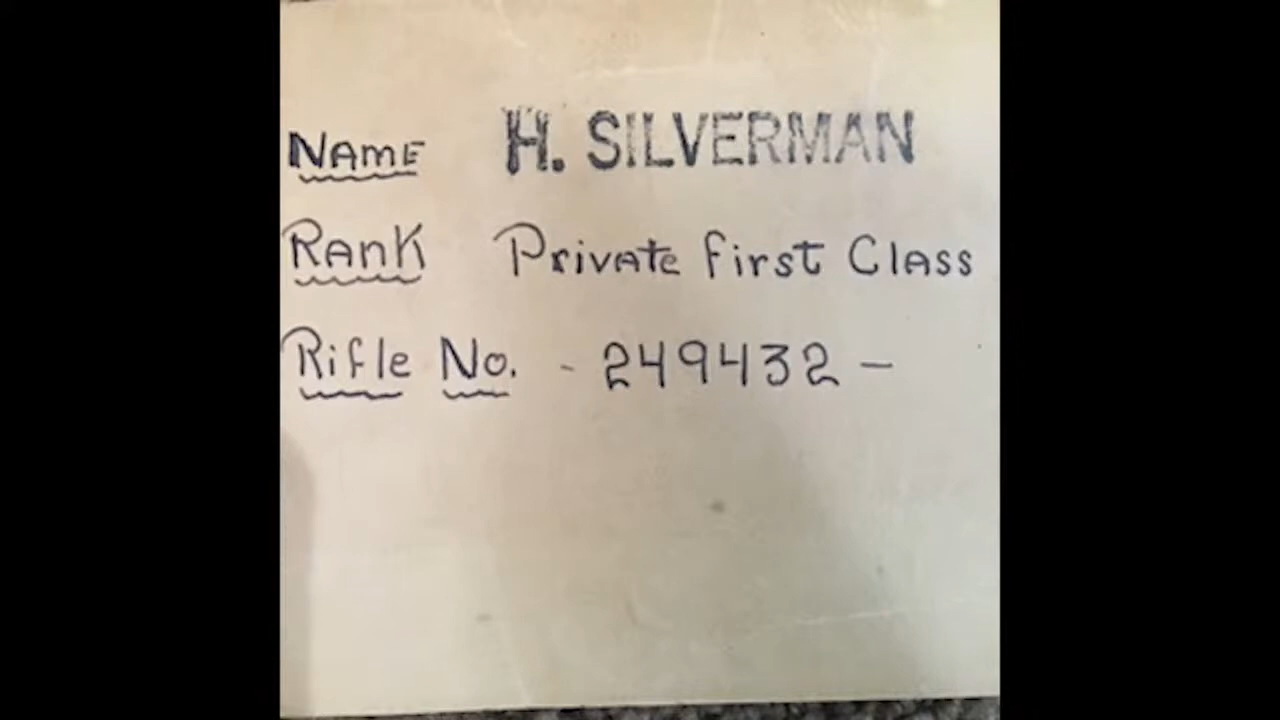 NAME H. SILVERMAN
Rank Private First Class
Rifle No. - 249432 -